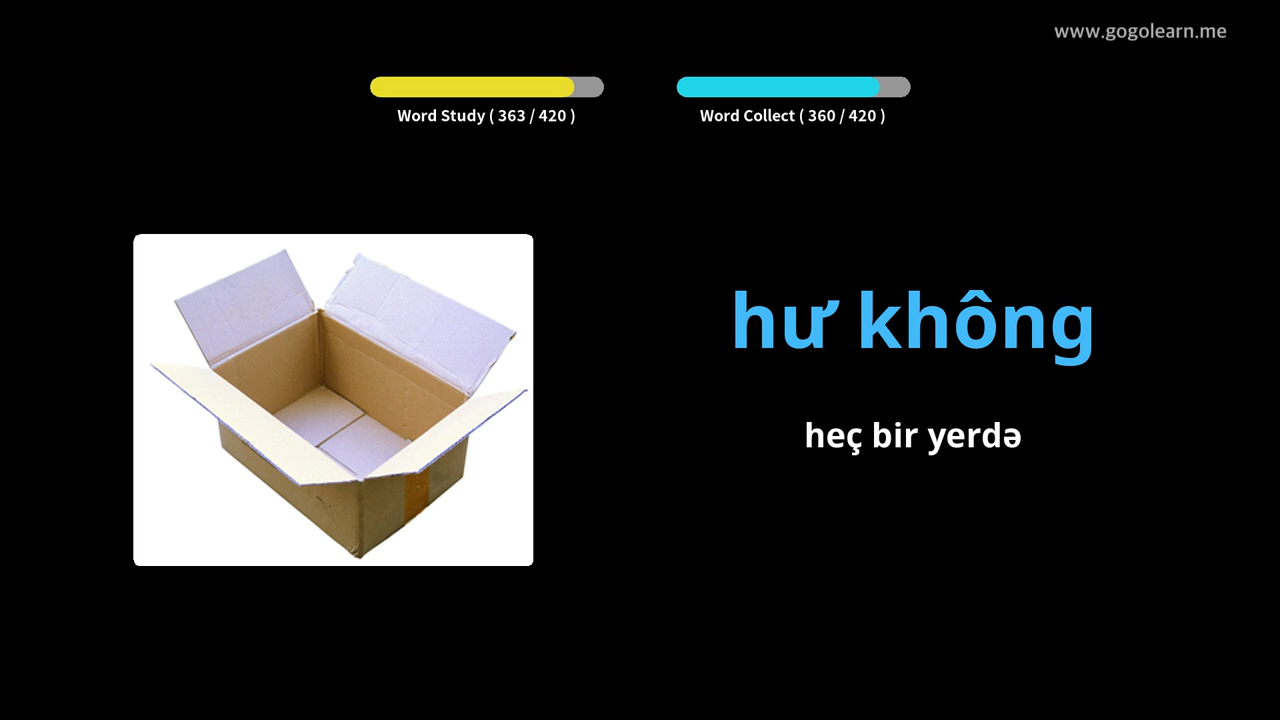 www.gogolearn.me
Word Study ( 363 / 420 )
Word Collect ( 360 / 420 )
hư không
heç bir yerdə